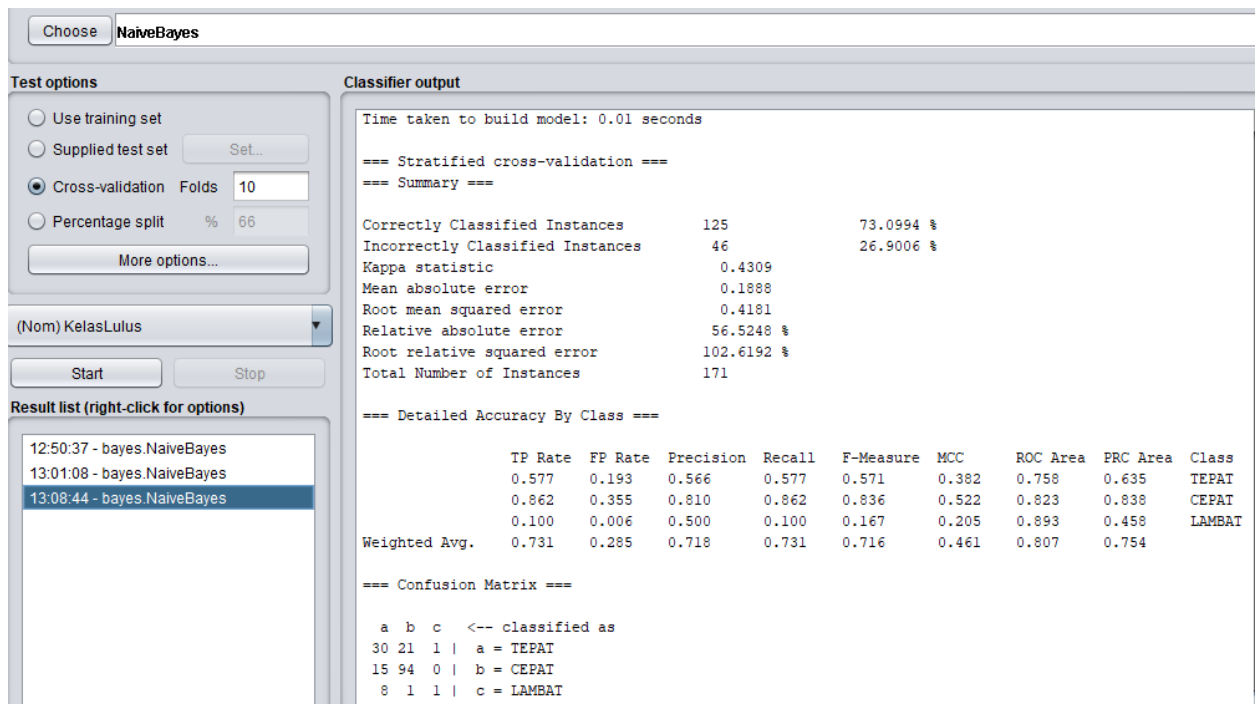 Choose NaiveBayes
Test options
Use training set
Supplied test set Set...
Cross-validation Folds 10
Percentage split % 66
More options...
(Nom) KelasLulus
Start Stop
Result list (right-click for options)
12:50:37 - bayes.NaiveBayes
13:01:08 - bayes.NaiveBayes
13:08:44 - bayes.NaiveBayes
Classifier output
Time taken to build model: 0.01 seconds
=== Stratified cross-validation ===
=== Summary ===
Correctly Classified Instances 125 73.0994 %
Incorrectly Classified Instances 46 26.9006 %
Kappa statistic 0.4309
Mean absolute error 0.1888
Root mean squared error 0.4181
Relative absolute error 56.5248 %
Root relative squared error 102.6192 %
Total Number of Instances 171
=== Detailed Accuracy By Class ===
TP Rate FP Rate Precision Recall F-Measure MCC ROC Area PRC Area Class
0.577 0.193 0.566 0.577 0.571 0.382 0.758 0.635 TEPAT
0.862 0.355 0.810 0.862 0.836 0.522 0.823 0.838 CEPAT
0.100 0.006 0.500 0.100 0.167 0.205 0.893 0.458 LAMBAT
Weighted Avg. 0.731 0.285 0.718 0.731 0.716 0.461 0.807 0.754
=== Confusion Matrix ===
a b c <-- classified as
30 21 1 | a = TEPAT
15 94 0 | b = CEPAT
8 1 1 | c = LAMBAT